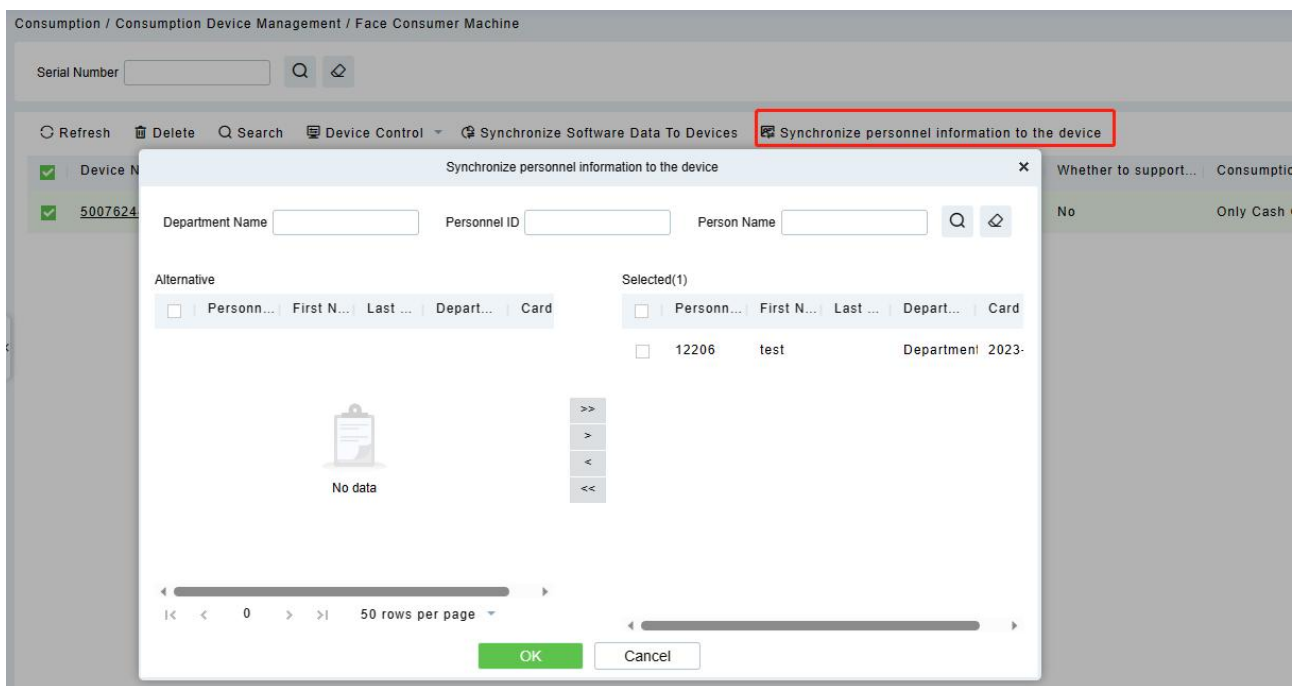 Consumption / Consumption Device Management / Face Consumer Machine
Serial Number
Refresh Delete Search Device Control Synchronize Software Data To Devices Synchronize personnel information to the device
Device N Whether to support... Consumptio
5007624 No Only Cash
Synchronize personnel information to the device ×
Department Name Personnel ID Person Name
Alternative Selected(1)
Personn... First N... Last ... Depart... Card Personn... First N... Last ... Depart... Card
12206 test Department 2023-
>>
>
<
<<
No data
|< < 0 > >| 50 rows per page
OK Cancel